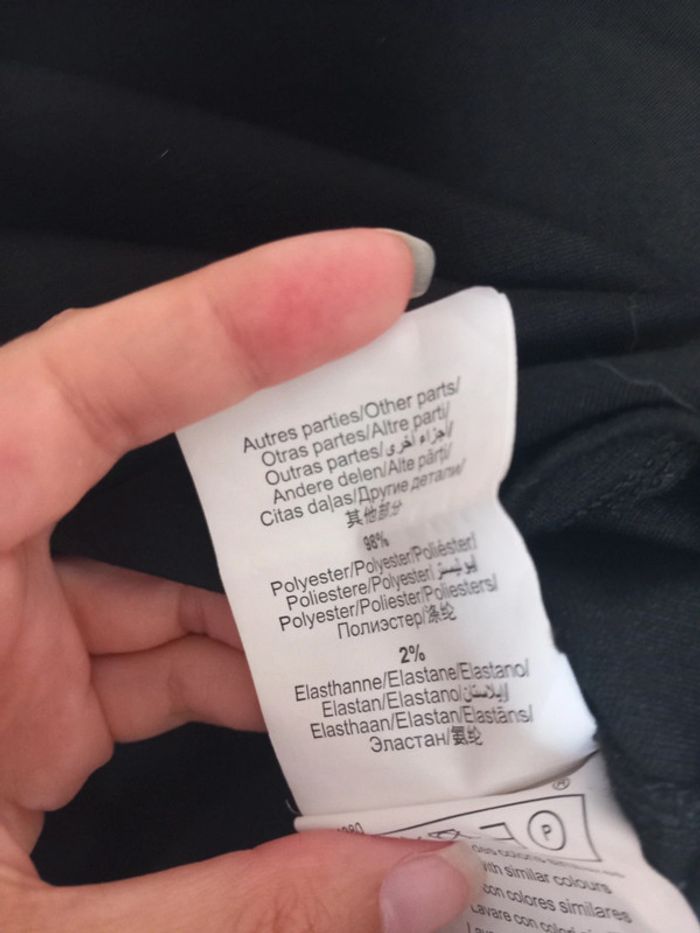 Autres parties/Other parts/
Otras partes/Altre parti/
Outras partes/أجزاء أخرى/
Andere delen/Alte părți/
Citas daļas/Другие детали/
其他部分
98%
Polyester/Polyester/Poliéster/
Poliestere/Polyester/بوليستر/
Polyester/Poliester/Poliesters/
Полиэстер/涤纶
2%
Elasthanne/Elastane/Elastano/
Elastan/Elastano/إيلاستان/
Elasthaan/Elastan/Elastāns/
Эластан/氨纶
®
P
with similar colours
con colores similares
Lavare con colori